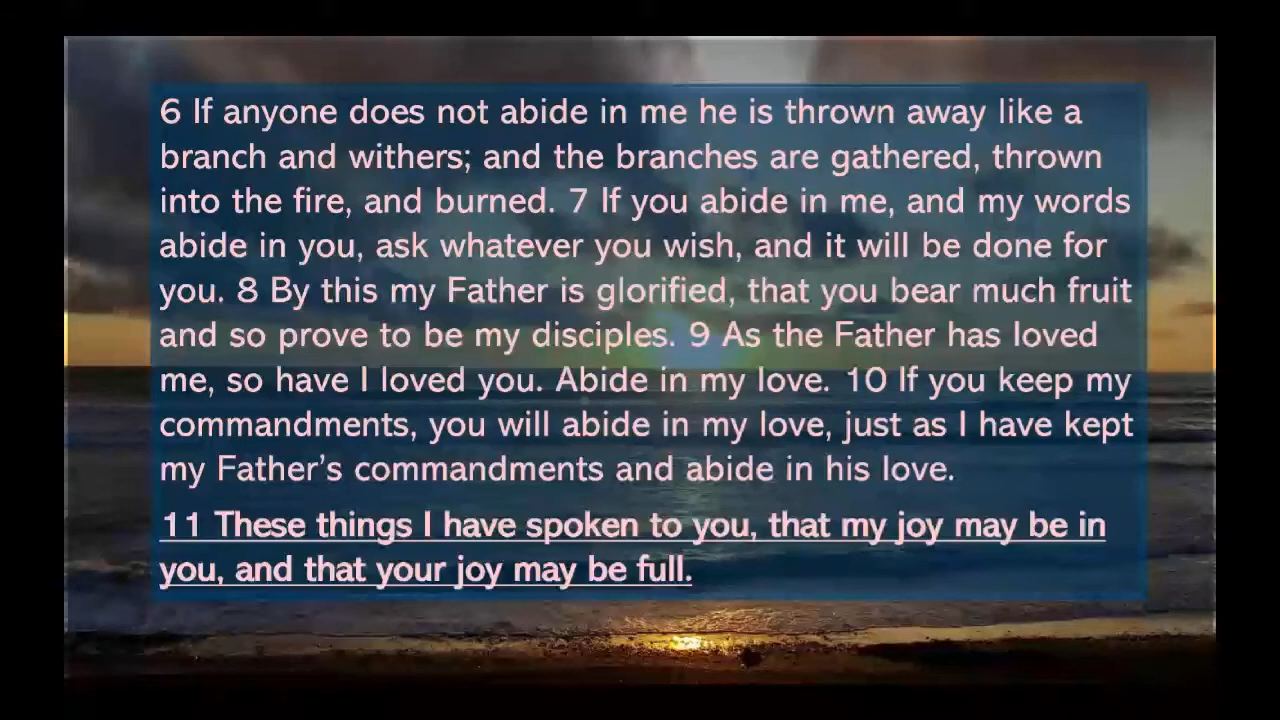 6 If anyone does not abide in me he is thrown away like a
branch and withers; and the branches are gathered, thrown
into the fire, and burned. 7 If you abide in me, and my words
abide in you, ask whatever you wish, and it will be done for
you. 8 By this my Father is glorified, that you bear much fruit
and so prove to be my disciples. 9 As the Father has loved
me, so have I loved you. Abide in my love. 10 If you keep my
commandments, you will abide in my love, just as I have kept
my Father’s commandments and abide in his love.
11 These things I have spoken to you, that my joy may be in
you, and that your joy may be full.